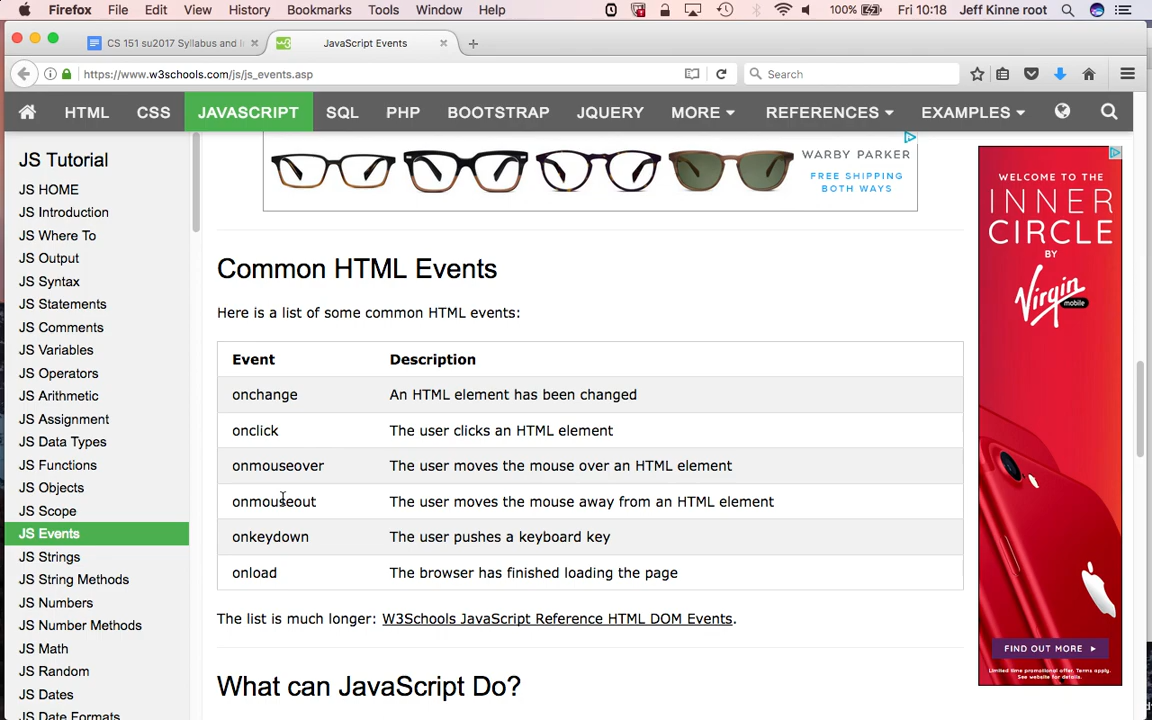 Firefox File Edit View History Bookmarks Tools Window Help 100% Fri 10:18 Jeff Kinne root
CS 151 su2017 Syllabus and I
JavaScript Events
https://www.w3schools.com/js/js_events.asp
Search
HTML CSS JAVASCRIPT SQL PHP BOOTSTRAP JQUERY MORE REFERENCES EXAMPLES
JS Tutorial
JS HOME
JS Introduction
JS Where To
JS Output
JS Syntax
JS Statements
JS Comments
JS Variables
JS Operators
JS Arithmetic
JS Assignment
JS Data Types
JS Functions
JS Objects
JS Scope
JS Events
JS Strings
JS String Methods
JS Numbers
JS Number Methods
JS Math
JS Random
JS Dates
JS Date Formats
WARBY PARKER
FREE SHIPPING
BOTH WAYS
Common HTML Events
Here is a list of some common HTML events:
Event Description
onchange An HTML element has been changed
onclick The user clicks an HTML element
onmouseover The user moves the mouse over an HTML element
onmouseout The user moves the mouse away from an HTML element
onkeydown The user pushes a keyboard key
onload The browser has finished loading the page
The list is much longer: W3Schools JavaScript Reference HTML DOM Events.
What can JavaScript Do?
WELCOME TO THE
INNER
CIRCLE
BY
Virgin
mobile
FIND OUT MORE
Limited time promotional offer. Terms apply.
See website for details.